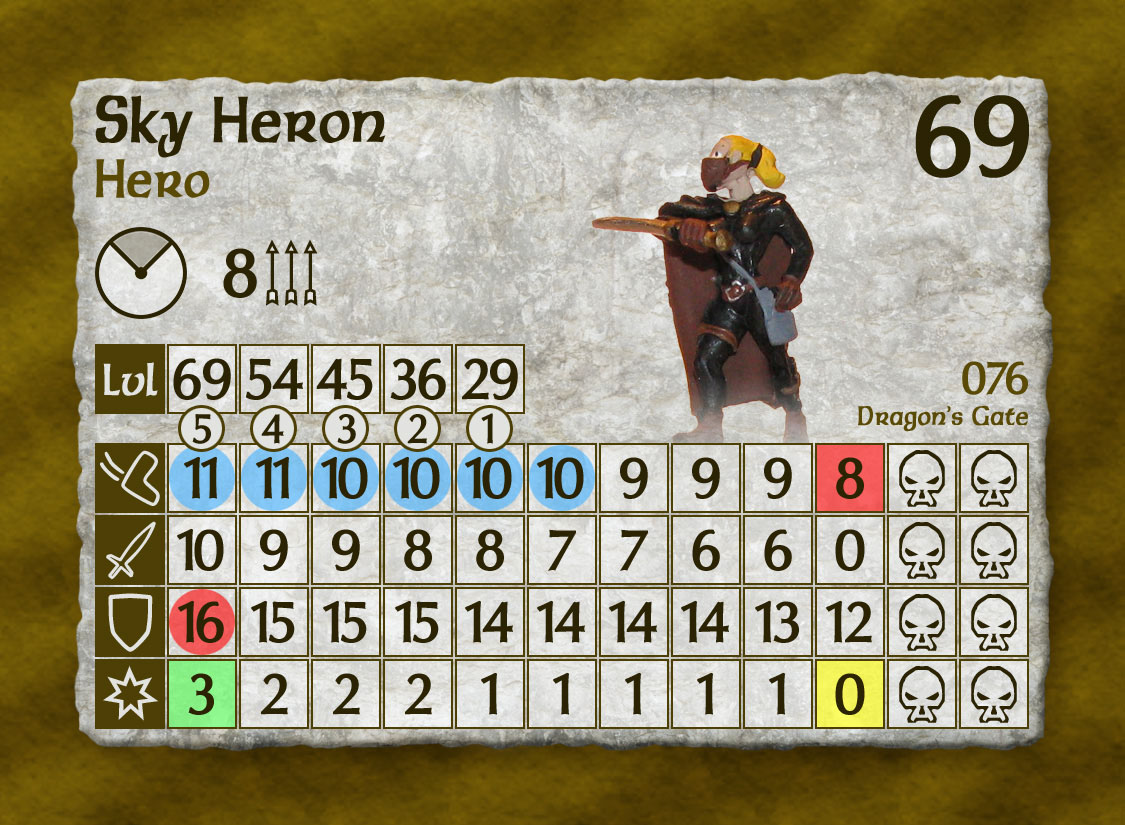 Sky Heron
69
Hero
8
Lvl 69 54 45 36 29
076
Dragon's Gate
5 4 3 2 1
11 11 10 10 10 10 9 9 9 8
10 9 9 8 8 7 7 6 6 0
16 15 15 15 14 14 14 14 13 12
3 2 2 2 1 1 1 1 1 0